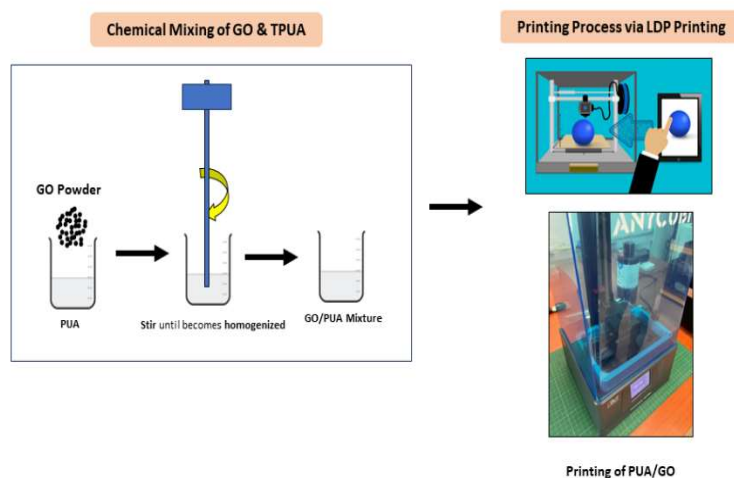 Chemical Mixing of GO & TPUA
Printing Process via LDP Printing
GO Powder
PUA
Stir until becomes homogenized
GO/PUA Mixture
ANYCUBI
Printing of PUA/GO